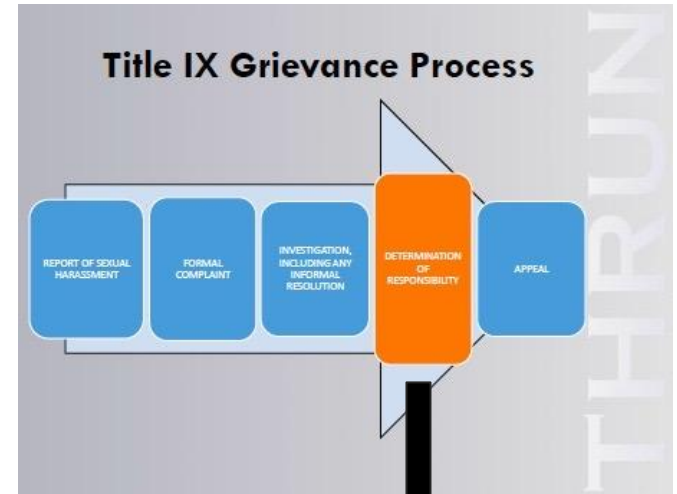 Title IX Grievance Process
REPORT OF SEXUAL
HARASSMENT
FORMAL
COMPLAINT
INVESTIGATION,
INCLUDING ANY
INFORMAL
RESOLUTION
DETERMINATION
OF
RESPONSIBILITY
APPEAL
THRUN